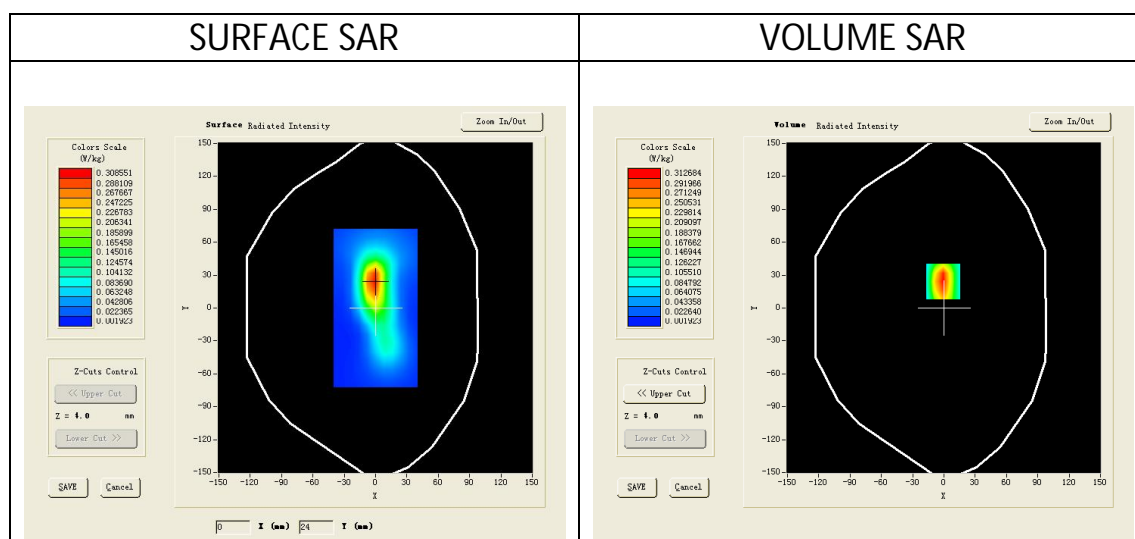 SURFACE SAR
VOLUME SAR
Surface Radiated Intensity
Zoom In/Out
Colors Scale
(W/kg)
0.308551
0.288109
0.267667
0.247225
0.226783
0.206341
0.185899
0.165458
0.145016
0.124574
0.104132
0.083690
0.063248
0.042806
0.022365
0.001923
Z-Cuts Control
<< Upper Cut
Z = 4.0 mm
Lower Cut >>
SAVE
Cancel
150
120
90
60
30
0
-30
-60
-90
-120
-150
Y
-150 -120 -90 -60 -30 0 30 60 90 120 150
X
0 X (mm) 24 Y (mm)
Volume Radiated Intensity
Zoom In/Out
Colors Scale
(W/kg)
0.312684
0.291966
0.271249
0.250531
0.229814
0.209097
0.188379
0.167662
0.146944
0.126227
0.105510
0.084792
0.064075
0.043358
0.022640
0.001923
Z-Cuts Control
<< Upper Cut
Z = 4.0 mm
Lower Cut >>
SAVE
Cancel
150
120
90
60
30
0
-30
-60
-90
-120
-150
Y
-150 -120 -90 -60 -30 0 30 60 90 120 150
X